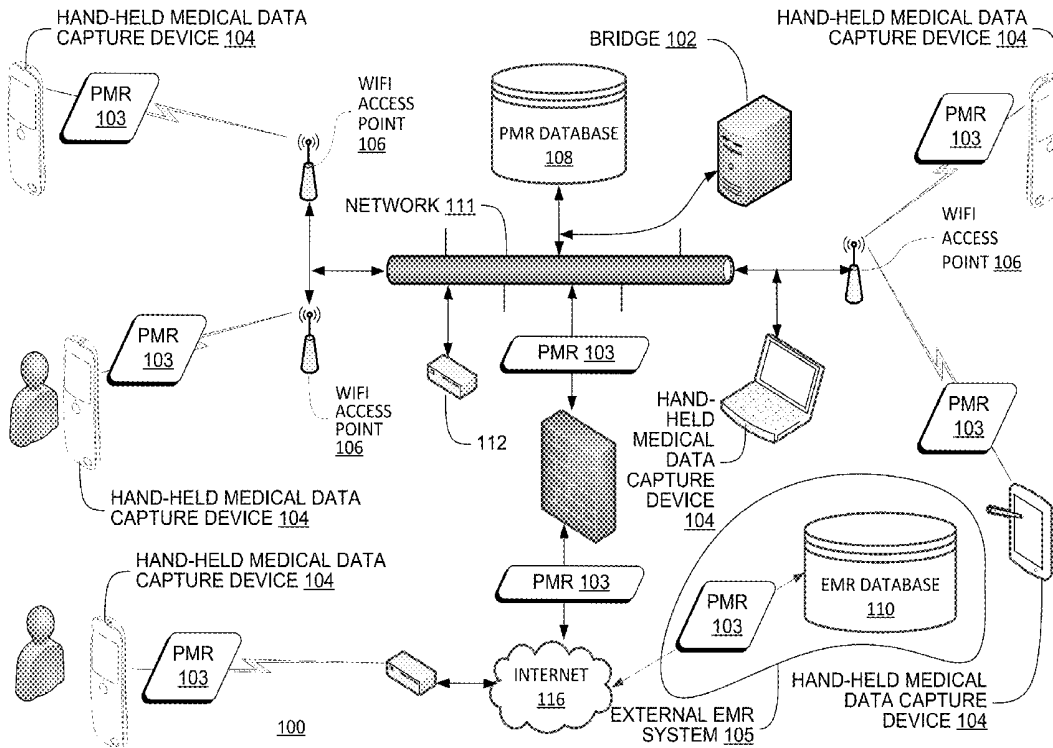 HAND-HELD MEDICAL DATA
CAPTURE DEVICE 104
PMR
103
WIFI
ACCESS
POINT
106
BRIDGE 102
PMR DATABASE
108
HAND-HELD MEDICAL DATA
CAPTURE DEVICE 104
PMR
103
NETWORK 111
WIFI
ACCESS
POINT 106
PMR
103
WIFI
ACCESS
POINT
106
HAND-HELD MEDICAL DATA
CAPTURE DEVICE 104
112
PMR 103
HAND-
HELD
MEDICAL
DATA
CAPTURE
DEVICE
104
PMR
103
HAND-HELD MEDICAL DATA
CAPTURE DEVICE 104
PMR
103
PMR 103
INTERNET
116
PMR
103
EMR DATABASE
110
EXTERNAL EMR
SYSTEM 105
HAND-HELD MEDICAL
DATA CAPTURE
DEVICE 104
100